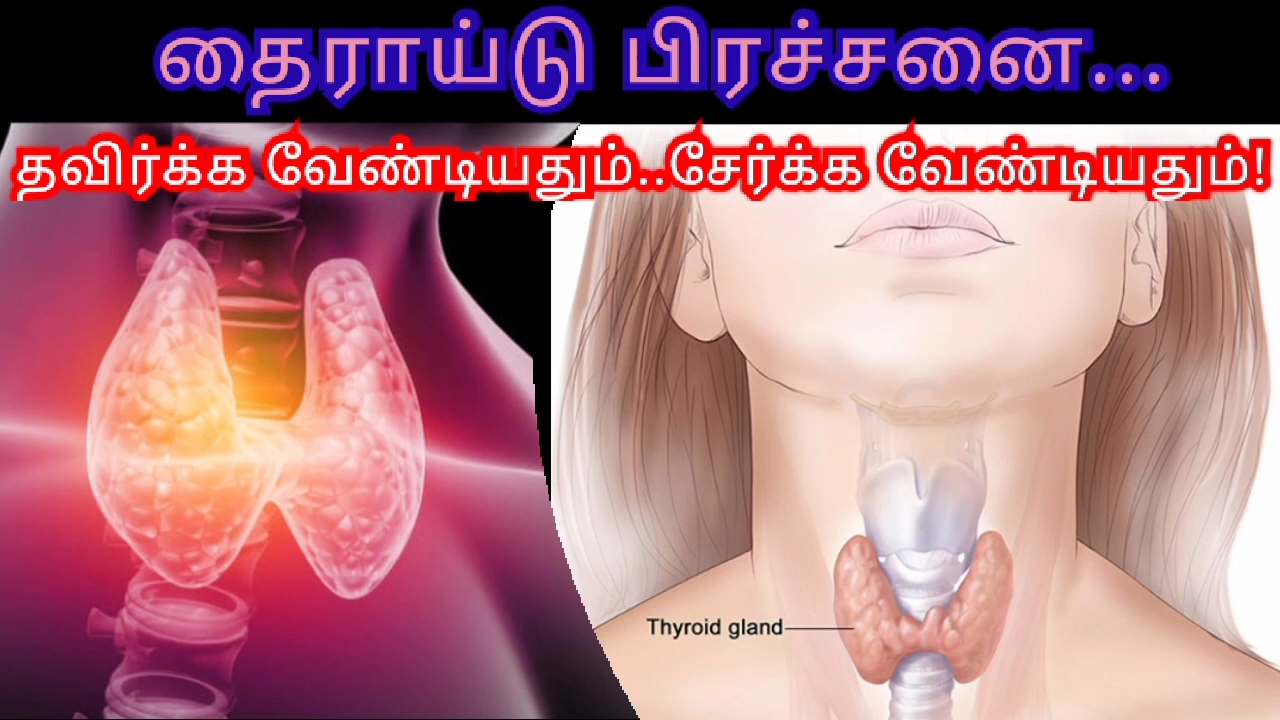 தைராய்டு பிரச்சனை...
தவிர்க்க வேண்டியதும்..சேர்க்க வேண்டியதும்!
Thyroid gland